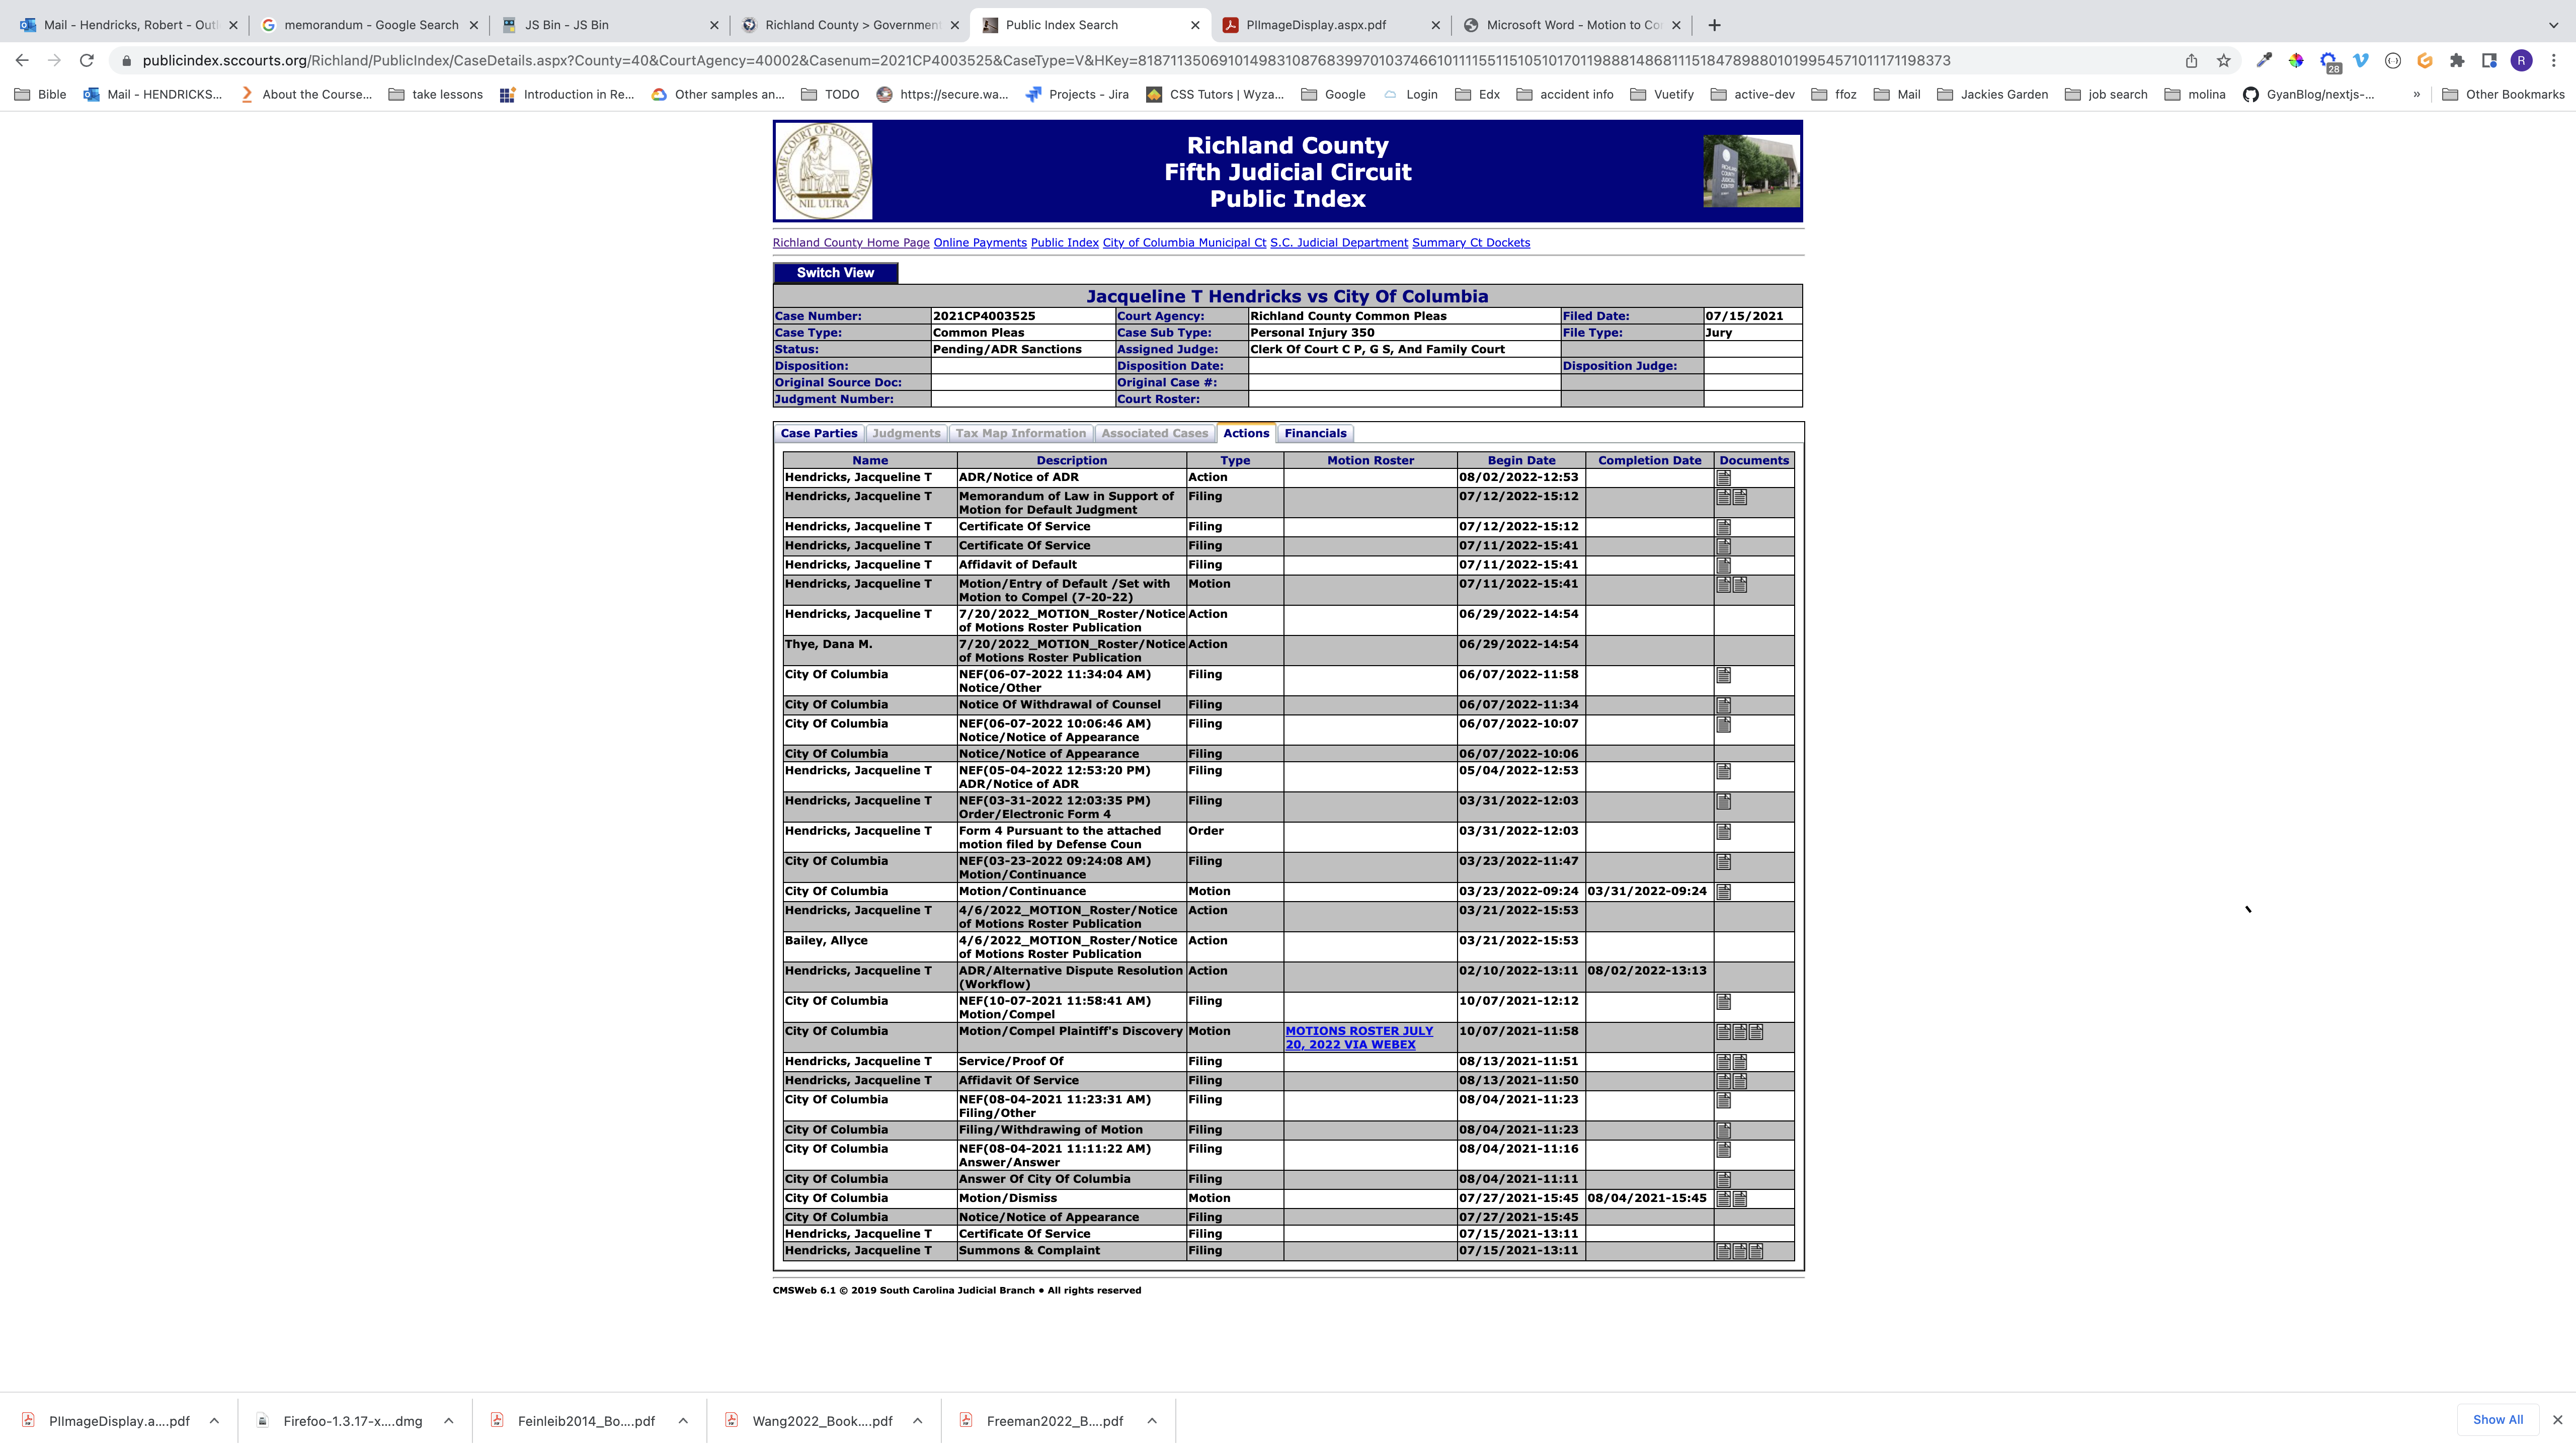 Mail - Hendricks, Robert - Outl
memorandum - Google Search
JS Bin - JS Bin
Richland County > Government
Public Index Search
PIImageDisplay.aspx.pdf
Microsoft Word - Motion to Co
publicindex.sccourts.org/Richland/PublicIndex/CaseDetails.aspx?County=40&CourtAgency=40002&Casenum=2021CP4003525&CaseType=V&HKey=81871135069101498310876839970103746610111155115105101701198881486811151847898801019954571011171198373
28
R
Bible
Mail - HENDRICKS...
About the Course...
take lessons
Introduction in Re...
Other samples an...
TODO
https://secure.wa...
Projects - Jira
CSS Tutors | Wyza...
Google
Login
Edx
accident info
Vuetify
active-dev
ffoz
Mail
Jackies Garden
job search
molina
GyanBlog/nextjs-...
»
Other Bookmarks
SUPREME COURT OF SOUTH CAROLINA
NIL ULTRA
Richland County
Fifth Judicial Circuit
Public Index
RICHLAND COUNTY JUDICIAL CENTER
Richland County Home Page Online Payments Public Index City of Columbia Municipal Ct S.C. Judicial Department Summary Ct Dockets
Switch View
Jacqueline T Hendricks vs City Of Columbia
Case Number: 2021CP4003525 Court Agency: Richland County Common Pleas Filed Date: 07/15/2021
Case Type: Common Pleas Case Sub Type: Personal Injury 350 File Type: Jury
Status: Pending/ADR Sanctions Assigned Judge: Clerk Of Court C P, G S, And Family Court
Disposition: Disposition Date: Disposition Judge:
Original Source Doc: Original Case #:
Judgment Number: Court Roster:
Case Parties Judgments Tax Map Information Associated Cases Actions Financials
Name Description Type Motion Roster Begin Date Completion Date Documents
Hendricks, Jacqueline T ADR/Notice of ADR Action 08/02/2022-12:53
Hendricks, Jacqueline T Memorandum of Law in Support of Filing 07/12/2022-15:12
Motion for Default Judgment
Hendricks, Jacqueline T Certificate Of Service Filing 07/12/2022-15:12
Hendricks, Jacqueline T Certificate Of Service Filing 07/11/2022-15:41
Hendricks, Jacqueline T Affidavit of Default Filing 07/11/2022-15:41
Hendricks, Jacqueline T Motion/Entry of Default /Set with Motion 07/11/2022-15:41
Motion to Compel (7-20-22)
Hendricks, Jacqueline T 7/20/2022_MOTION_Roster/Notice Action 06/29/2022-14:54
of Motions Roster Publication
Thye, Dana M. 7/20/2022_MOTION_Roster/Notice Action 06/29/2022-14:54
of Motions Roster Publication
City Of Columbia NEF(06-07-2022 11:34:04 AM) Filing 06/07/2022-11:58
Notice/Other
City Of Columbia Notice Of Withdrawal of Counsel Filing 06/07/2022-11:34
City Of Columbia NEF(06-07-2022 10:06:46 AM) Filing 06/07/2022-10:07
Notice/Notice of Appearance
City Of Columbia Notice/Notice of Appearance Filing 06/07/2022-10:06
Hendricks, Jacqueline T NEF(05-04-2022 12:53:20 PM) Filing 05/04/2022-12:53
ADR/Notice of ADR
Hendricks, Jacqueline T NEF(03-31-2022 12:03:35 PM) Filing 03/31/2022-12:03
Order/Electronic Form 4
Hendricks, Jacqueline T Form 4 Pursuant to the attached Order 03/31/2022-12:03
motion filed by Defense Coun
City Of Columbia NEF(03-23-2022 09:24:08 AM) Filing 03/23/2022-11:47
Motion/Continuance
City Of Columbia Motion/Continuance Motion 03/23/2022-09:24 03/31/2022-09:24
Hendricks, Jacqueline T 4/6/2022_MOTION_Roster/Notice Action 03/21/2022-15:53
of Motions Roster Publication
Bailey, Allyce 4/6/2022_MOTION_Roster/Notice Action 03/21/2022-15:53
of Motions Roster Publication
Hendricks, Jacqueline T ADR/Alternative Dispute Resolution Action 02/10/2022-13:11 08/02/2022-13:13
(Workflow)
City Of Columbia NEF(10-07-2021 11:58:41 AM) Filing 10/07/2021-12:12
Motion/Compel
City Of Columbia Motion/Compel Plaintiff's Discovery Motion MOTIONS ROSTER JULY 10/07/2021-11:58
20, 2022 VIA WEBEX
Hendricks, Jacqueline T Service/Proof Of Filing 08/13/2021-11:51
Hendricks, Jacqueline T Affidavit Of Service Filing 08/13/2021-11:50
City Of Columbia NEF(08-04-2021 11:23:31 AM) Filing 08/04/2021-11:23
Filing/Other
City Of Columbia Filing/Withdrawing of Motion Filing 08/04/2021-11:23
City Of Columbia NEF(08-04-2021 11:11:22 AM) Filing 08/04/2021-11:16
Answer/Answer
City Of Columbia Answer Of City Of Columbia Filing 08/04/2021-11:11
City Of Columbia Motion/Dismiss Motion 07/27/2021-15:45 08/04/2021-15:45
City Of Columbia Notice/Notice of Appearance Filing 07/27/2021-15:45
Hendricks, Jacqueline T Certificate Of Service Filing 07/15/2021-13:11
Hendricks, Jacqueline T Summons & Complaint Filing 07/15/2021-13:11
CMSWeb 6.1 © 2019 South Carolina Judicial Branch • All rights reserved
PIImageDisplay.a....pdf
Firefoo-1.3.17-x....dmg
Feinleib2014_Bo....pdf
Wang2022_Book....pdf
Freeman2022_B....pdf
Show All